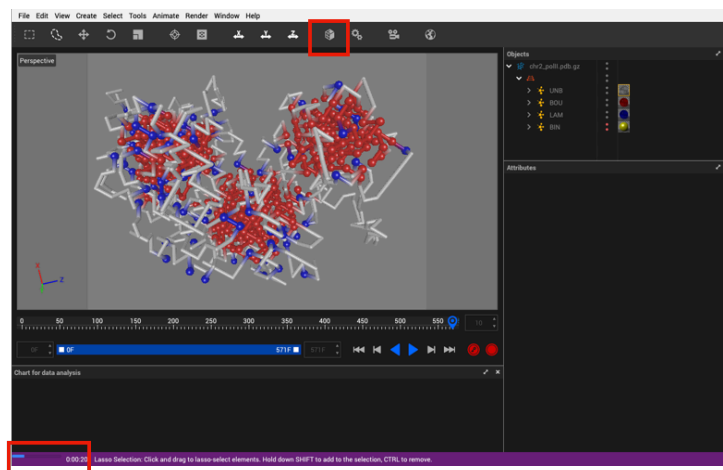 File Edit View Create Select Tools Animate Render Window Help
Perspective
Objects
chr2_polII.pdb.gz
UNB
BOU
LAM
BIN
Attributes
X
Z
0 50 100 150 200 250 300 350 400 450 500 550
10
0F
0F
571F
571F
Chart for data analysis
0:00:20
Lasso Selection: Click and drag to lasso-select elements. Hold down SHIFT to add to the selection, CTRL to remove.